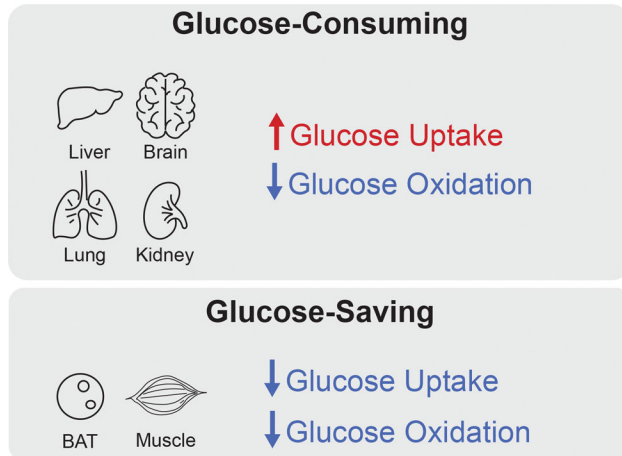 Glucose-Consuming
Liver Brain
Lung Kidney
Glucose Uptake
Glucose Oxidation
Glucose-Saving
BAT Muscle
Glucose Uptake
Glucose Oxidation